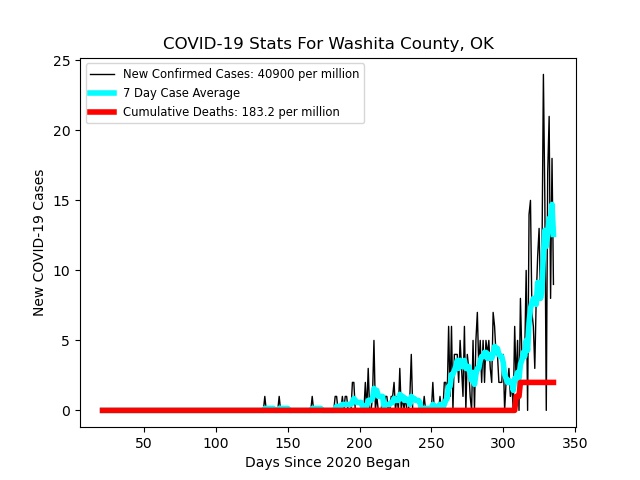 COVID-19 Stats For Washita County, OK
New Confirmed Cases: 40900 per million
7 Day Case Average
Cumulative Deaths: 183.2 per million
New COVID-19 Cases
25
20
15
10
5
0
50 100 150 200 250 300 350
Days Since 2020 Began